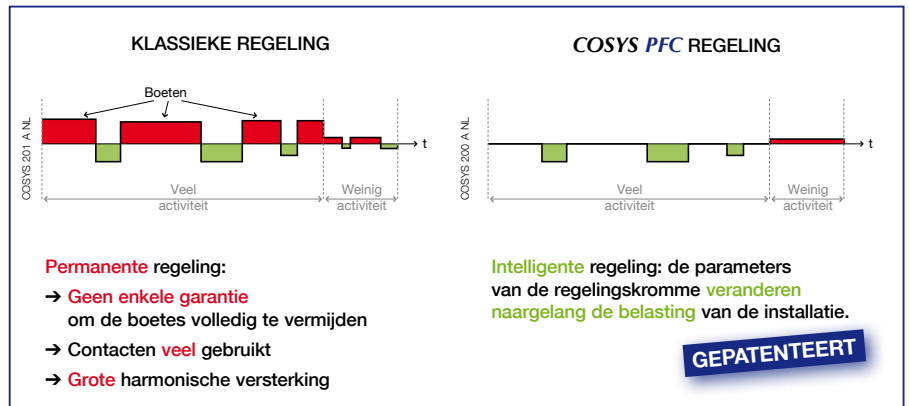 KLASSIEKE REGELING
Boeten
COSYS 201 A NL
t
Veel
activiteit
Weinig
activiteit
Permanente regeling:
➔ Geen enkele garantie
om de boetes volledig te vermijden
➔ Contacten veel gebruikt
➔ Grote harmonische versterking
COSYS PFC REGELING
COSYS 200 A NL
t
Veel
activiteit
Weinig
activiteit
Intelligente regeling: de parameters
van de regelingskromme veranderen
naargelang de belasting van de installatie.
GEPATENTEERT